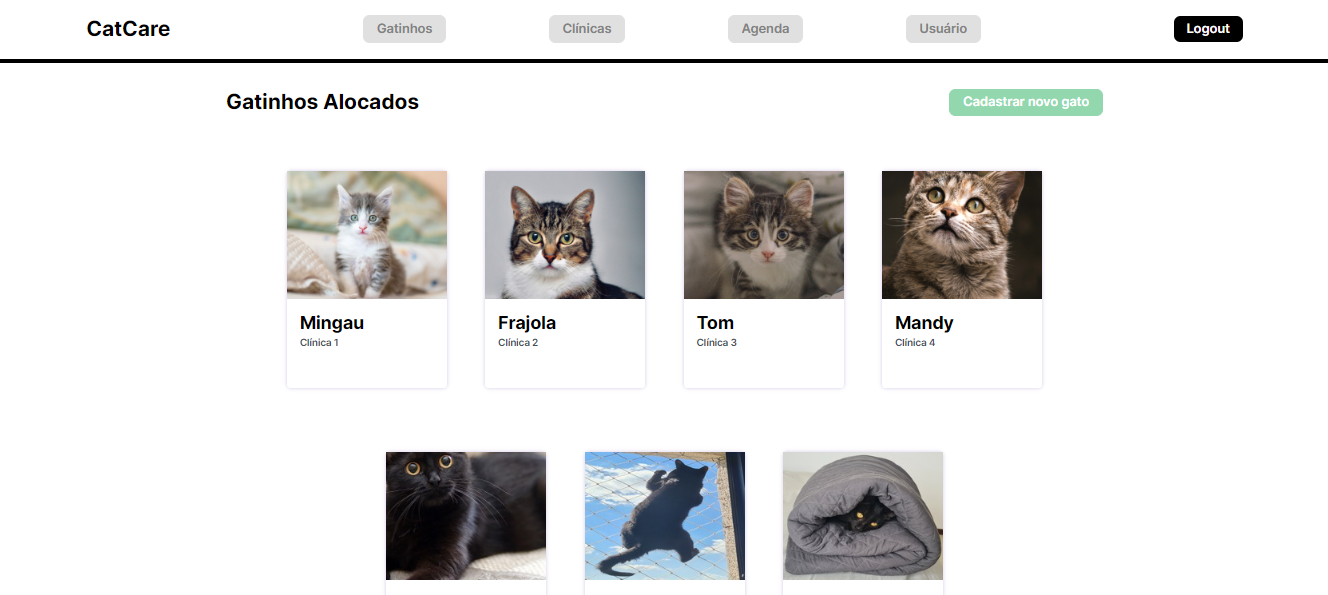 CatCare
Gatinhos
Clínicas
Agenda
Usuário
Logout
Gatinhos Alocados
Cadastrar novo gato
Mingau
Clínica 1
Frajola
Clínica 2
Tom
Clínica 3
Mandy
Clínica 4